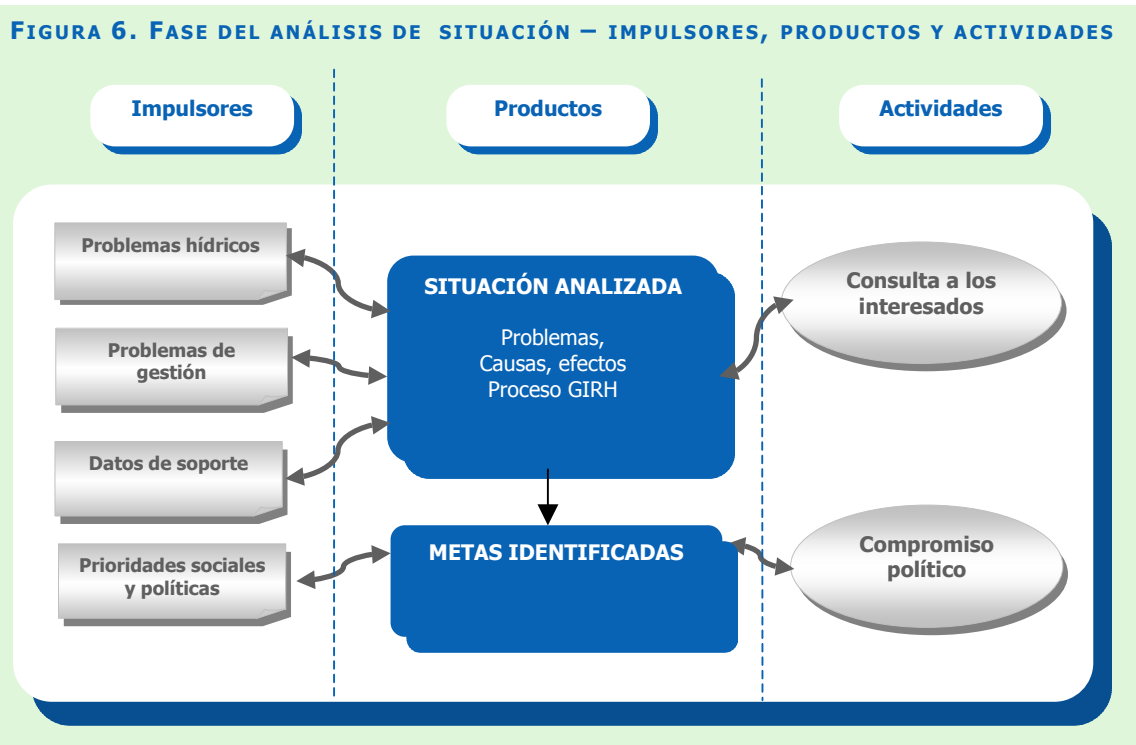 FIGURA 6. FASE DEL ANÁLISIS DE SITUACIÓN – IMPULSORES, PRODUCTOS Y ACTIVIDADES
Impulsores
Productos
Actividades
Problemas hídricos
Problemas de
gestión
Datos de soporte
Prioridades sociales
y políticas
SITUACIÓN ANALIZADA
Problemas,
Causas, efectos
Proceso GIRH
METAS IDENTIFICADAS
Consulta a los
interesados
Compromiso
político